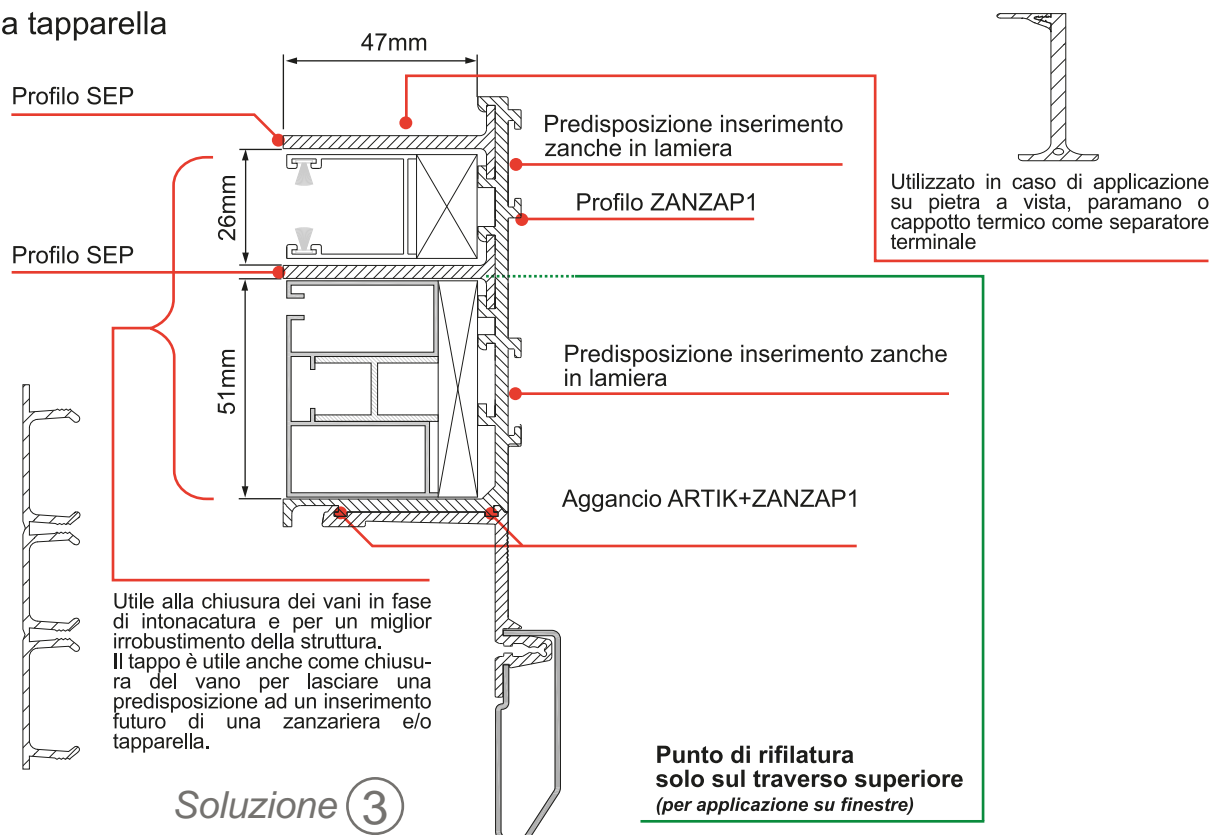 a tapparella
47mm
Profilo SEP
Predisposizione inserimento
zanche in lamiera
Profilo ZANZAP1
26mm
Utilizzato in caso di applicazione
su pietra a vista, paramano o
cappotto termico come separatore
terminale
Profilo SEP
51mm
Predisposizione inserimento zanche
in lamiera
Aggancio ARTIK+ZANZAP1
Utile alla chiusura dei vani in fase
di intonacatura e per un miglior
irrobustimento della struttura.
Il tappo è utile anche come chiusu-
ra del vano per lasciare una
predisposizione ad un inserimento
futuro di una zanzariera e/o
tapparella.
Punto di rifilatura
solo sul traverso superiore
(per applicazione su finestre)
Soluzione 3